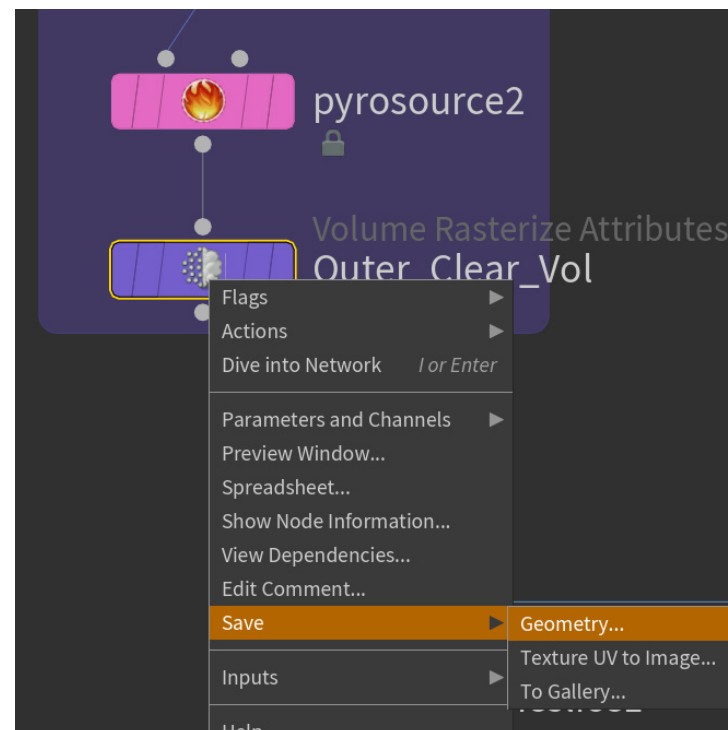 pyrosource2
Volume Rasterize Attributes
Outer_Clear_Vol
Flags
Actions
Dive into Network I or Enter
Parameters and Channels
Preview Window...
Spreadsheet...
Show Node Information...
View Dependencies...
Edit Comment...
Save
Geometry...
Texture UV to Image...
Inputs
To Gallery...
Help